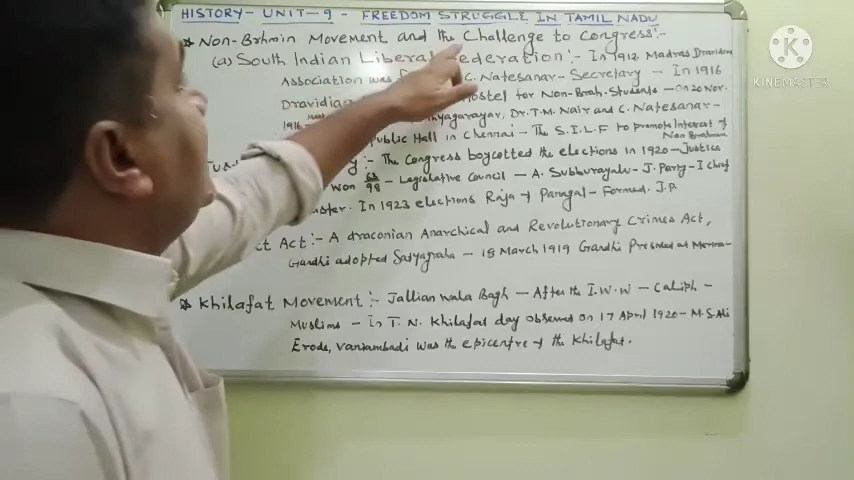 HISTORY- UNIT-9 - FREEDOM STRUGGLE IN TAMIL NADU
Non-Brhmin Movement and the Challenge to Congress:-
(a) South Indian Liberal Federation:- In 1912 Madras Dravidian
Association was C. Natesanar- Secretary - In 1916
Dravidian Hostel for Non-Brah. Students - on 20 Nov.
1916 Dr. T.M. Nair and C. Natesanar-
Public Hall in Chennai - The S.I.L.F to promote Interest of
Non Brahmin
:- The Congress boycotted the elections in 1920 - Justice
Won 63/98 - Legislative Council - A. Subburayalu - J. Party - I Chief
. In 1923 elections Raja of Panagal - Formed J.P
Act :- A draconian Anarchical and Revolutionary Crimes Act,
Gandhi adopted Satyagraha - 18 March 1919 Gandhi at
Khilafat Movement :- Jallian wala Bagh - After the I.W.W - Caliph -
Muslims - In T.N. Khilafat day observed on 17 April 1920 - M.S. Ali
Erode, Vaniambadi was the epicentre of the Khilafat.
KINEMASTER